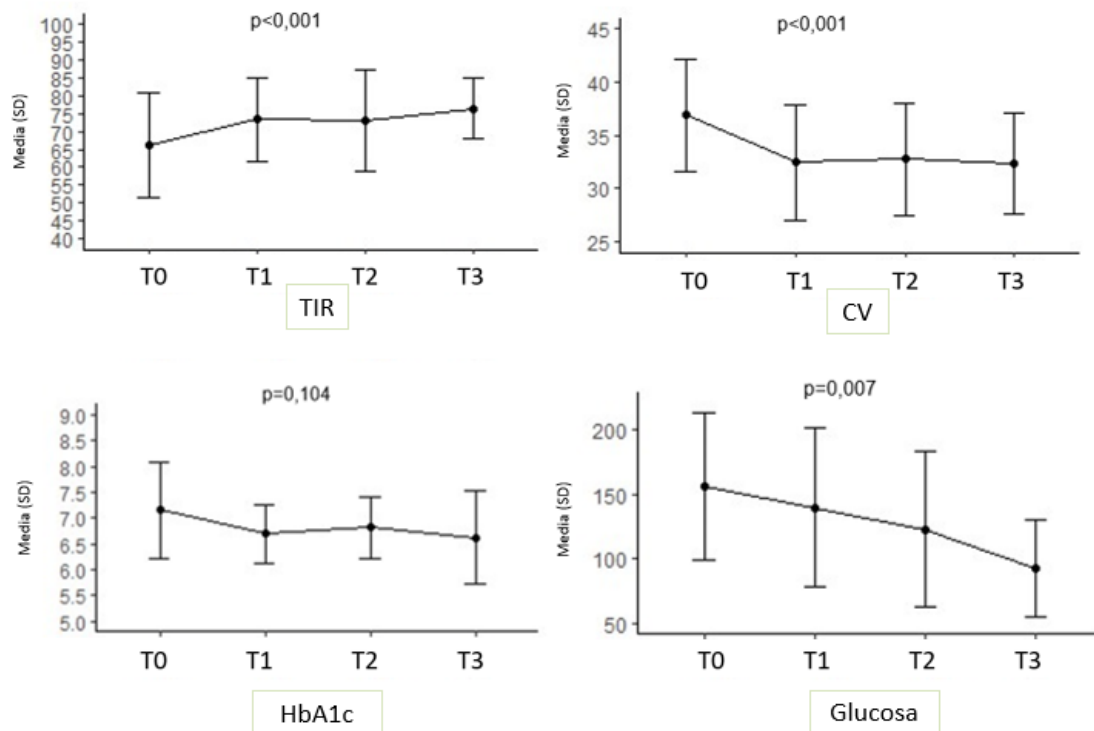 p<0,001
Media (SD)
100
95
90
85
80
75
70
65
60
55
50
45
40
T0 T1 T2 T3
TIR
p<0,001
Media (SD)
45
40
35
30
25
T0 T1 T2 T3
CV
p=0,104
Media (SD)
9.0
8.5
8.0
7.5
7.0
6.5
6.0
5.5
5.0
T0 T1 T2 T3
HbA1c
p=0,007
Media (SD)
200
150
100
50
T0 T1 T2 T3
Glucosa